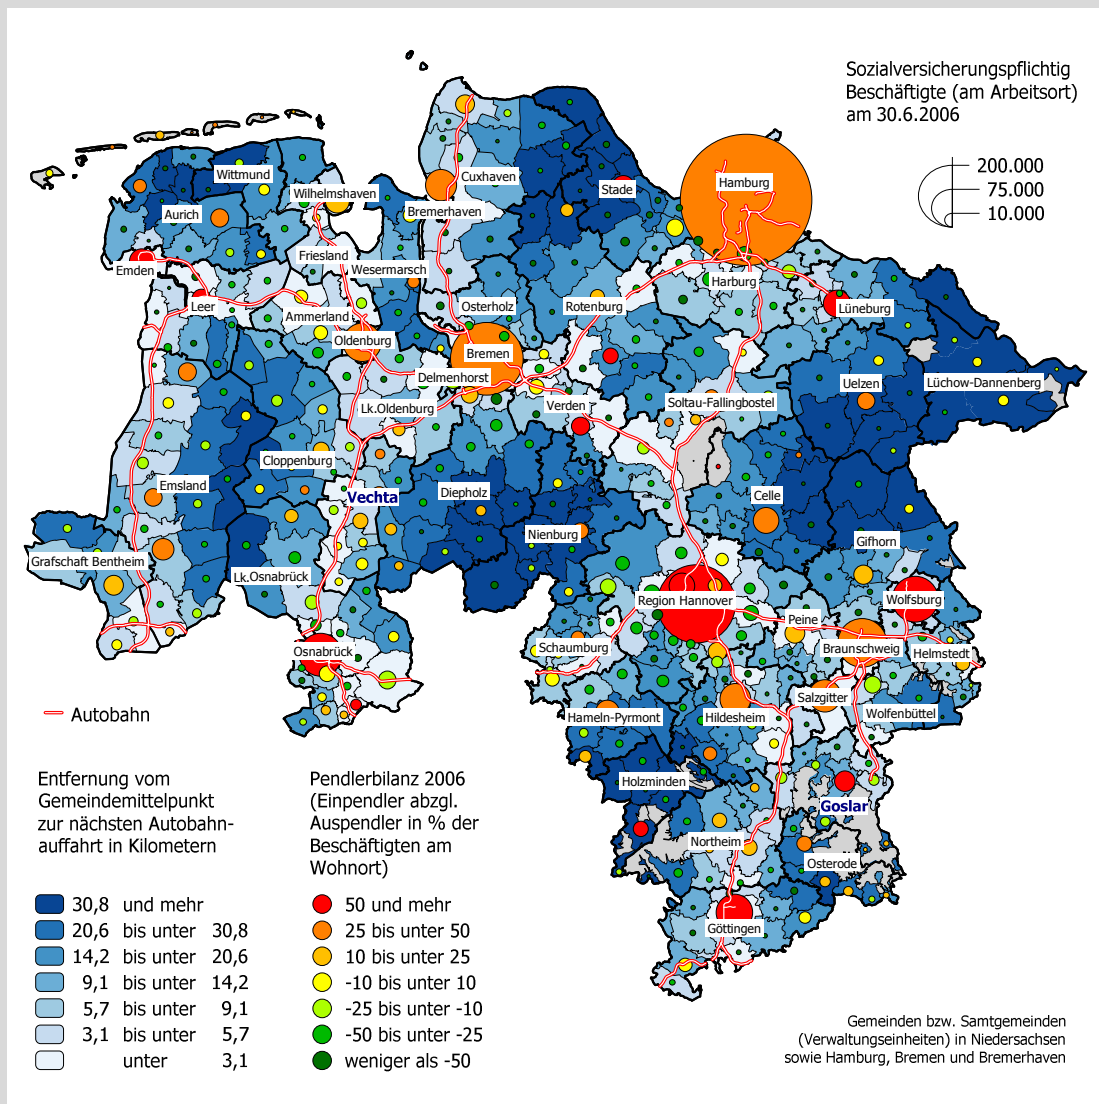 Sozialversicherungspflichtig
Beschäftigte (am Arbeitsort)
am 30.6.2006
200.000
75.000
10.000
Wittmund
Wilhelmshaven
Cuxhaven
Stade
Hamburg
Aurich
Bremerhaven
Friesland
Emden
Wesermarsch
Harburg
Leer
Ammerland
Osterholz
Rotenburg
Lüneburg
Oldenburg
Bremen
Delmenhorst
Uelzen
Lüchow-Dannenberg
Lk.Oldenburg
Verden
Soltau-Fallingbostel
Cloppenburg
Emsland
Vechta
Diepholz
Celle
Nienburg
Gifhorn
Grafschaft Bentheim
Lk.Osnabrück
Region Hannover
Wolfsburg
Peine
Osnabrück
Schaumburg
Braunschweig
Helmstedt
Salzgitter
Autobahn
Hameln-Pyrmont
Hildesheim
Wolfenbüttel
Holzminden
Goslar
Northeim
Osterode
Göttingen
Entfernung vom
Gemeindemittelpunkt
zur nächsten Autobahn-
auffahrt in Kilometern
30,8 und mehr
20,6 bis unter 30,8
14,2 bis unter 20,6
9,1 bis unter 14,2
5,7 bis unter 9,1
3,1 bis unter 5,7
unter 3,1
Pendlerbilanz 2006
(Einpendler abzgl.
Auspendler in % der
Beschäftigten am
Wohnort)
50 und mehr
25 bis unter 50
10 bis unter 25
-10 bis unter 10
-25 bis unter -10
-50 bis unter -25
weniger als -50
Gemeinden bzw. Samtgemeinden
(Verwaltungseinheiten) in Niedersachsen
sowie Hamburg, Bremen und Bremerhaven